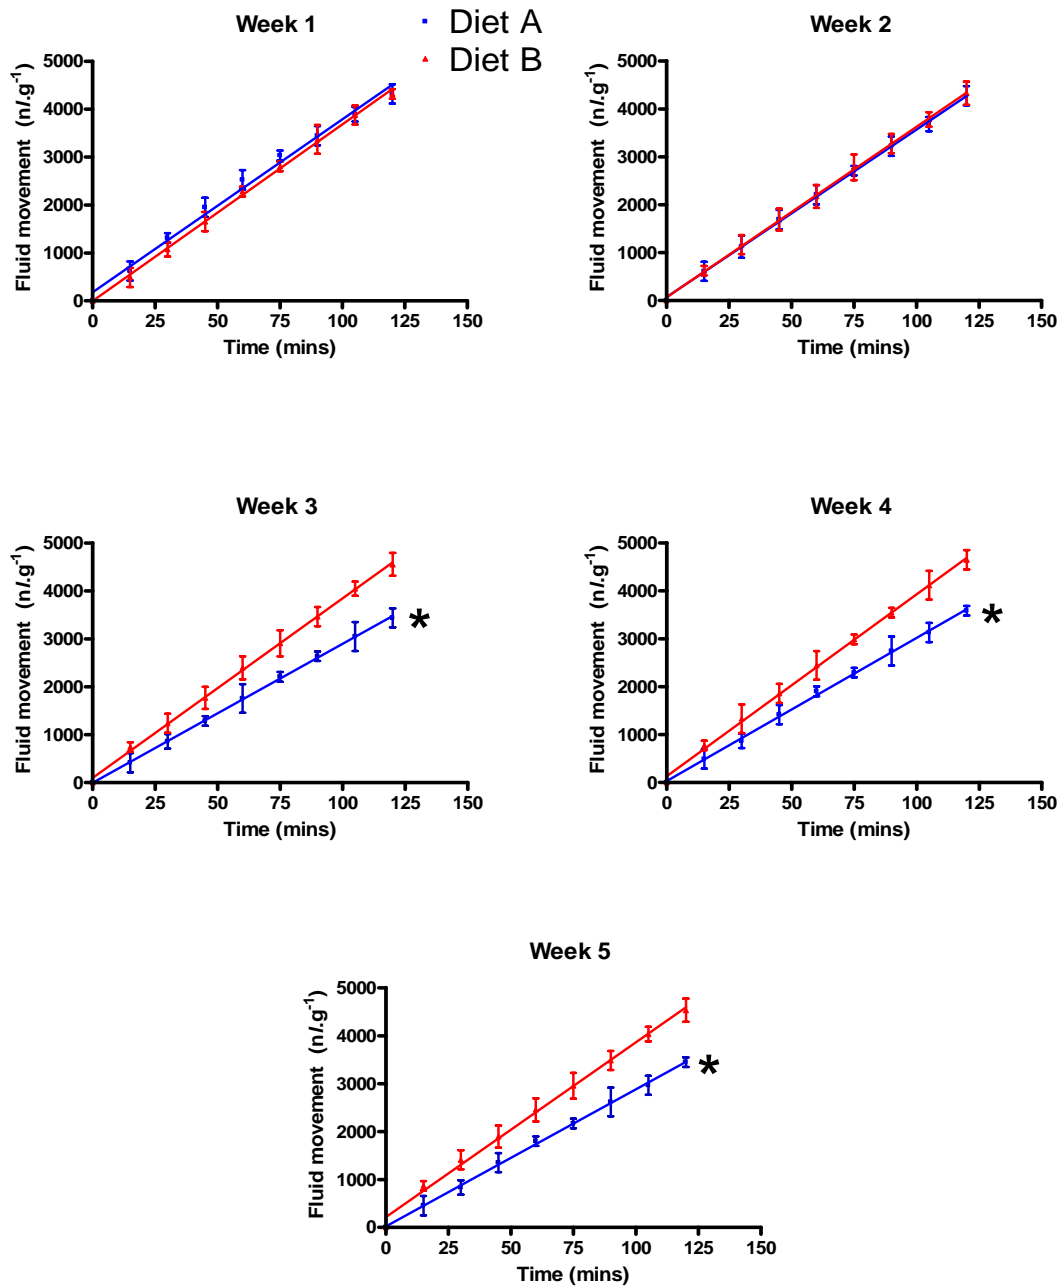 Week 1
Diet A
Diet B
Fluid movement (nl.g-1)
5000
4000
3000
2000
1000
0
0 25 50 75 100 125 150
Time (mins)
Week 2
Fluid movement (nl.g-1)
5000
4000
3000
2000
1000
0
0 25 50 75 100 125 150
Time (mins)
Week 3
Fluid movement (nl.g-1)
5000
4000
3000
2000
1000
0
0 25 50 75 100 125 150
Time (mins)
*
Week 4
Fluid movement (nl.g-1)
5000
4000
3000
2000
1000
0
0 25 50 75 100 125 150
Time (mins)
*
Week 5
Fluid movement (nl.g-1)
5000
4000
3000
2000
1000
0
0 25 50 75 100 125 150
Time (mins)
*